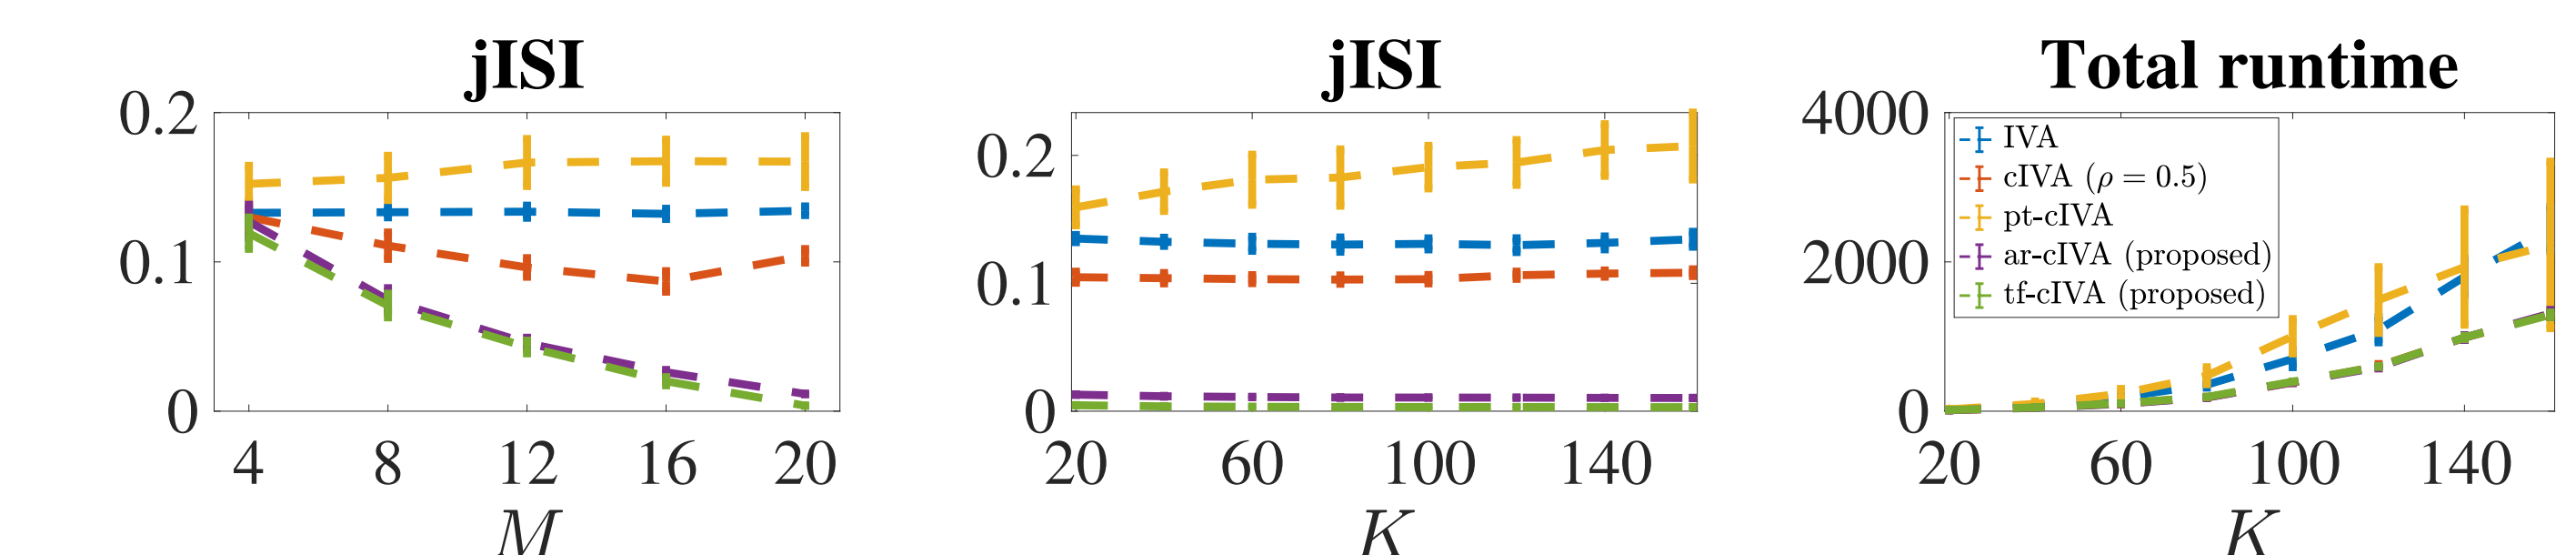 jISI
0.2
0.1
0
4 8 12 16 20
M
jISI
0.2
0.1
0
20 60 100 140
K
Total runtime
4000
2000
0
IVA
cIVA (ρ = 0.5)
pt-cIVA
ar-cIVA (proposed)
tf-cIVA (proposed)
20 60 100 140
K